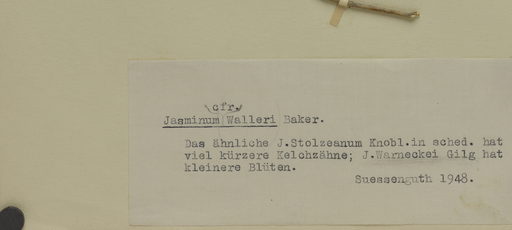 \cfr./
Jasminum Walleri Baker.
Das ähnliche J.Stolzeanum Knobl.in sched. hat
viel kürzere Kelchzähne; J.Warneckei Gilg hat
kleinere Blüten.
Suessenguth 1948.